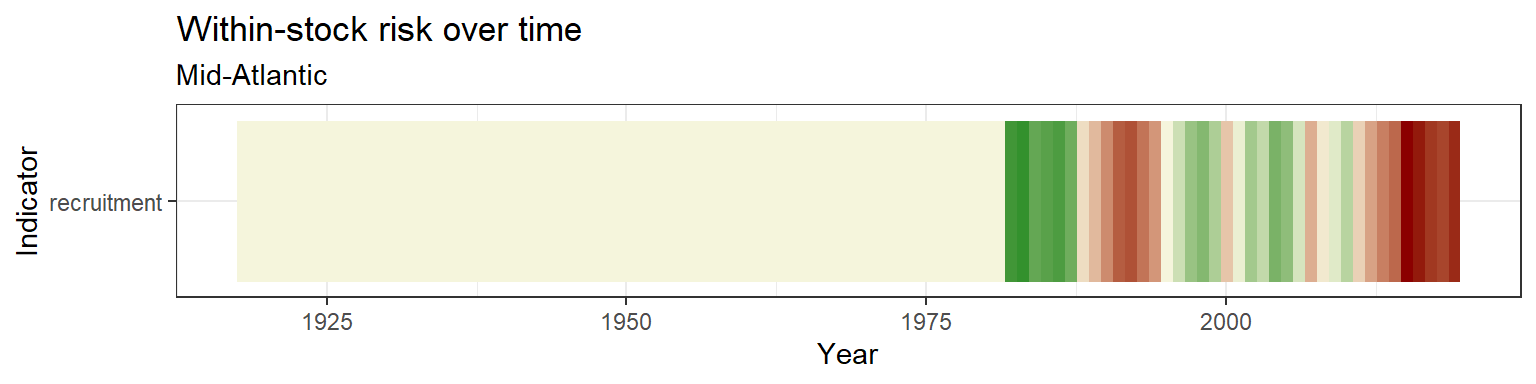 Within-stock risk over time
Mid-Atlantic
Indicator
recruitment
1925 1950 1975 2000
Year